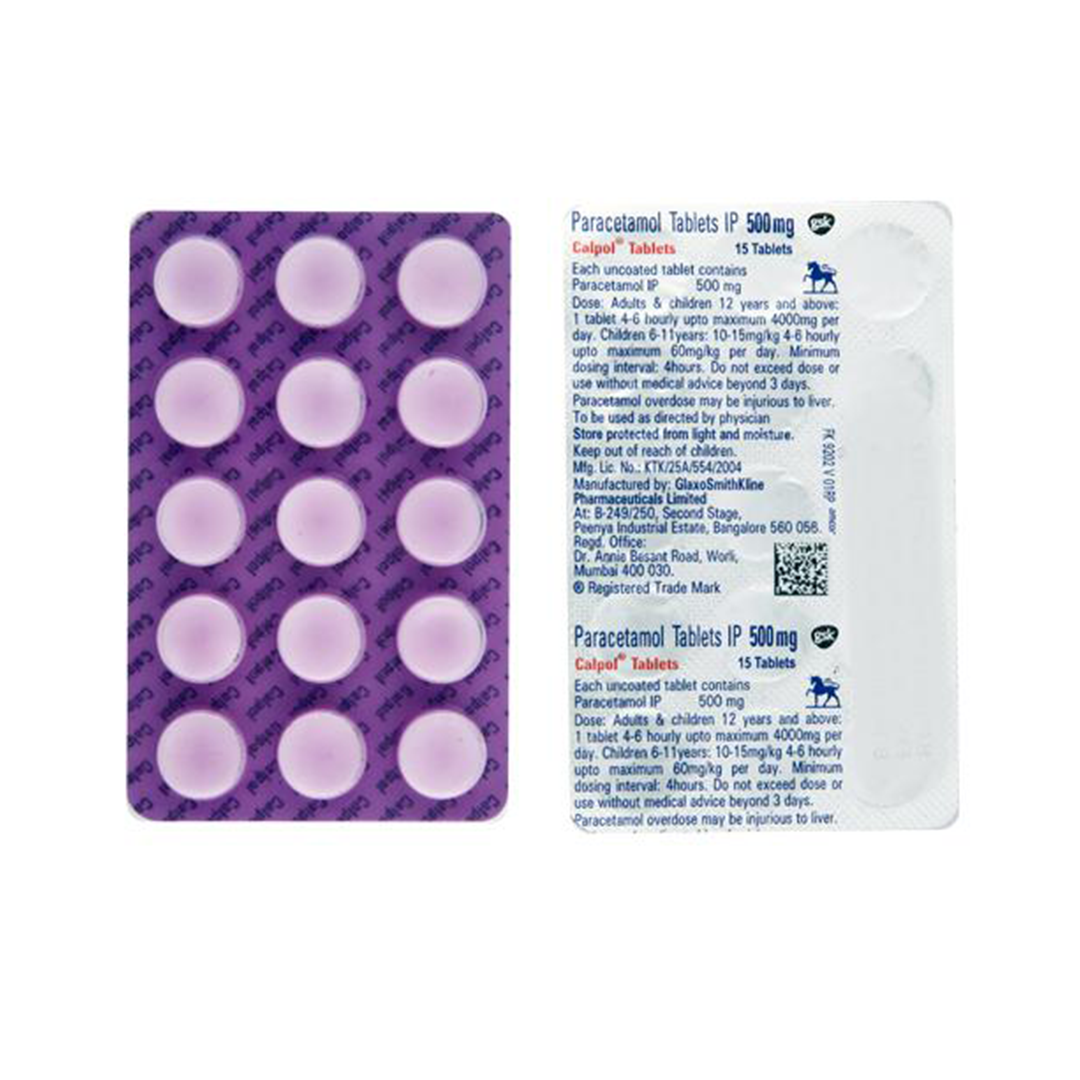 Calpol
Paracetamol Tablets IP 500mg gsk
Calpol® Tablets 15 Tablets
Each uncoated tablet contains
Paracetamol IP 500 mg
Dose: Adults & children 12 years and above:
1 tablet 4-6 hourly upto maximum 4000mg per
day. Children 6-11years: 10-15mg/kg 4-6 hourly
upto maximum 60mg/kg per day. Minimum
dosing interval: 4hours. Do not exceed dose or
use without medical advice beyond 3 days.
Paracetamol overdose may be injurious to liver.
To be used as directed by physician
Store protected from light and moisture.
Keep out of reach of children.
Mfg. Lic. No.: KTK/25A/554/2004
Manufactured by: GlaxoSmithKline
Pharmaceuticals Limited
At: B-249/250, Second Stage,
Peenya Industrial Estate, Bangalore 560 058.
Regd. Office:
Dr. Annie Besant Road, Worli,
Mumbai 400 030.
® Registered Trade Mark
FK 9202 V 01RP
Paracetamol Tablets IP 500mg gsk
Calpol® Tablets 15 Tablets
Each uncoated tablet contains
Paracetamol IP 500 mg
Dose: Adults & children 12 years and above:
1 tablet 4-6 hourly upto maximum 4000mg per
day. Children 6-11years: 10-15mg/kg 4-6 hourly
upto maximum 60mg/kg per day. Minimum
dosing interval: 4hours. Do not exceed dose or
use without medical advice beyond 3 days.
Paracetamol overdose may be injurious to liver.